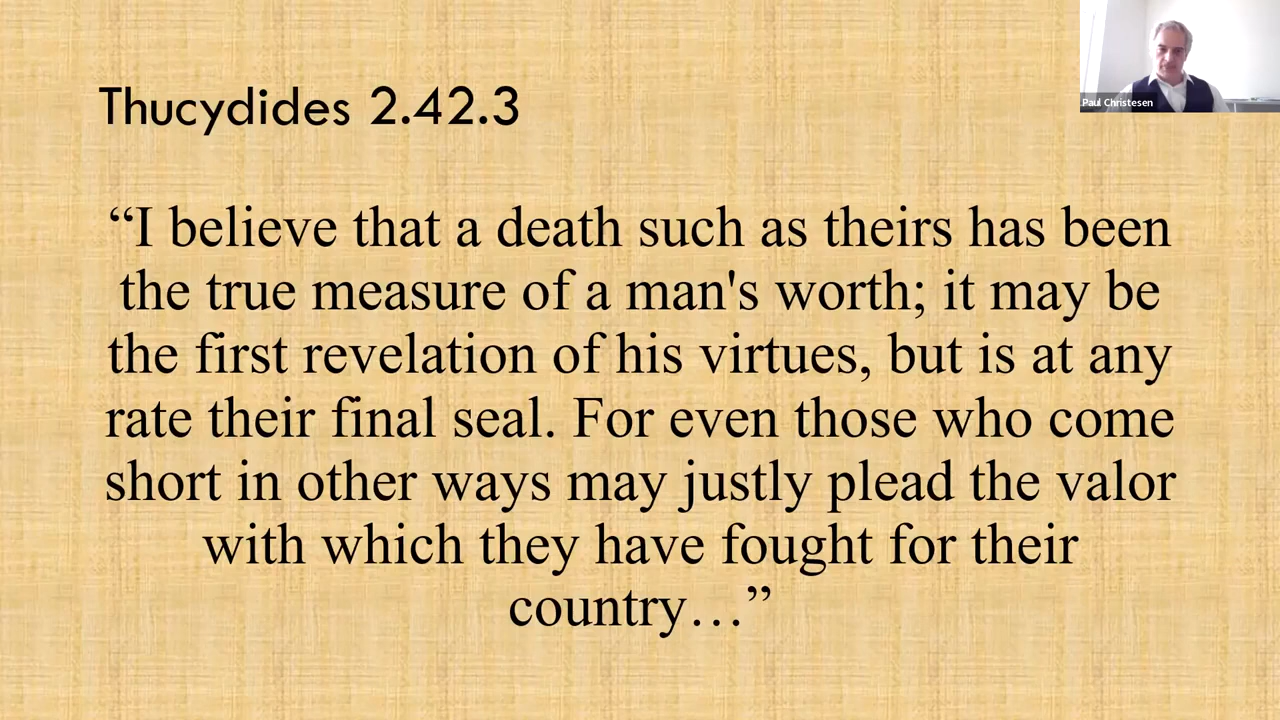 Thucydides 2.42.3
Paul Christesen
“I believe that a death such as theirs has been
the true measure of a man's worth; it may be
the first revelation of his virtues, but is at any
rate their final seal. For even those who come
short in other ways may justly plead the valor
with which they have fought for their
country…”